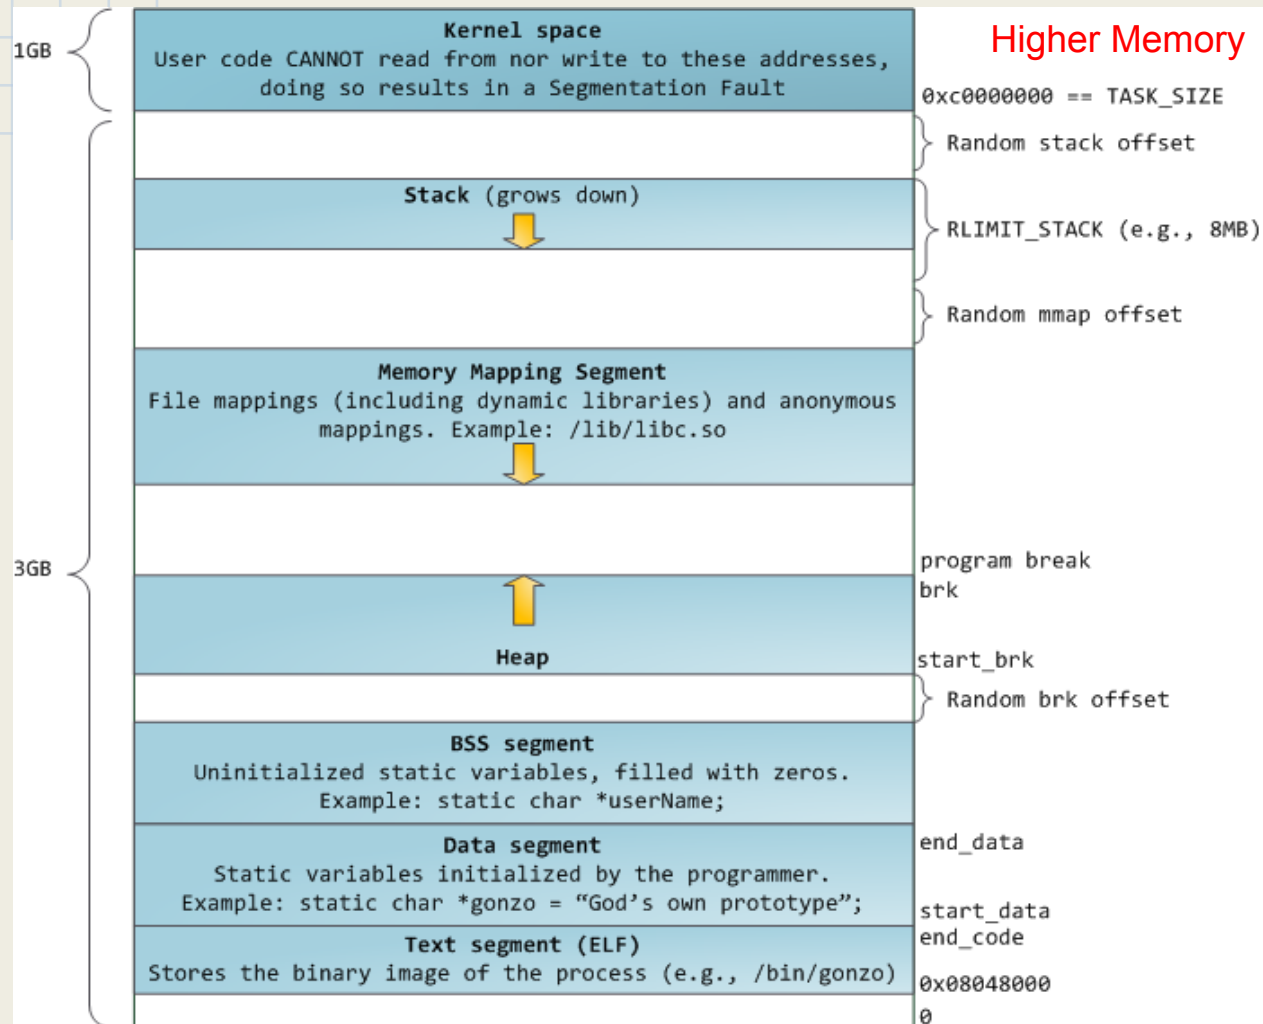 Higher Memory
1GB
Kernel space
User code CANNOT read from nor write to these addresses,
doing so results in a Segmentation Fault
0xc0000000 == TASK_SIZE
Random stack offset
Stack (grows down)
RLIMIT_STACK (e.g., 8MB)
Random mmap offset
Memory Mapping Segment
File mappings (including dynamic libraries) and anonymous
mappings. Example: /lib/libc.so
3GB
program break
brk
Heap
start_brk
Random brk offset
BSS segment
Uninitialized static variables, filled with zeros.
Example: static char *userName;
Data segment
end_data
Static variables initialized by the programmer.
Example: static char *gonzo = “God’s own prototype”;
start_data
end_code
Text segment (ELF)
Stores the binary image of the process (e.g., /bin/gonzo)
0x08048000
0